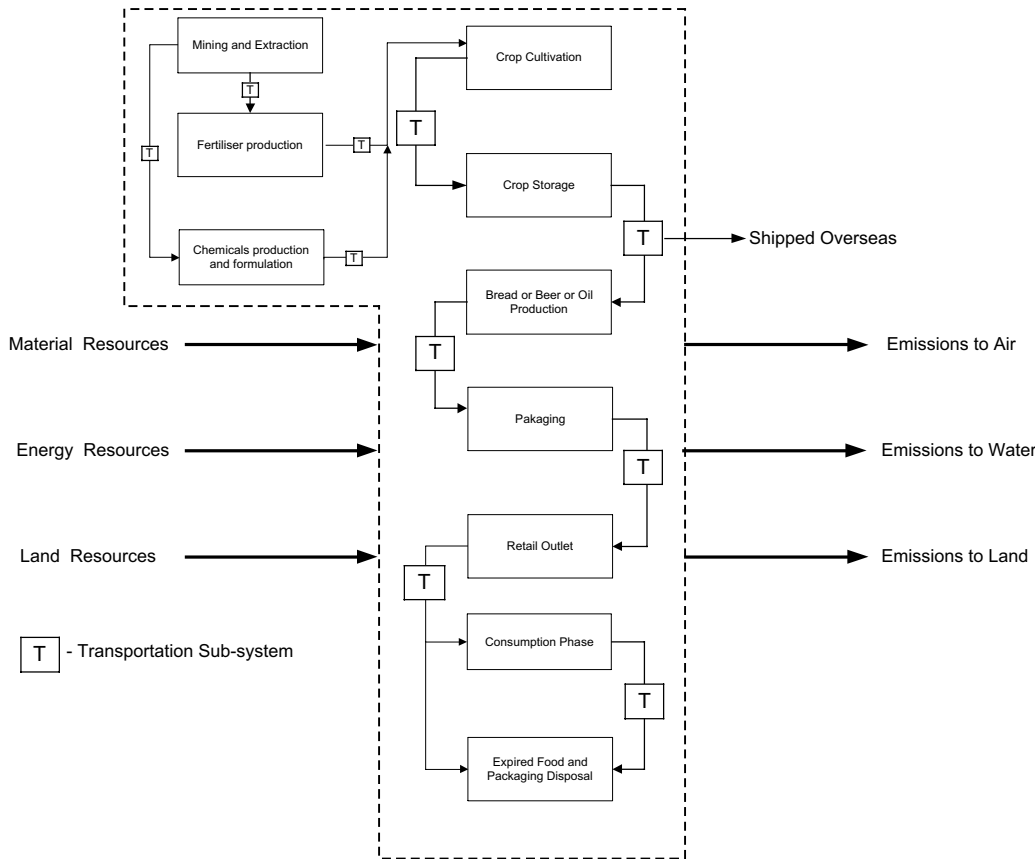 Mining and Extraction
T
Fertiliser production
T
T
Chemicals production
and formulation
T
Crop Cultivation
T
Crop Storage
T
Shipped Overseas
Bread or Beer or Oil
Production
T
Pakaging
T
Retail Outlet
T
Consumption Phase
T
Expired Food and
Packaging Disposal
Material Resources
Energy Resources
Land Resources
Emissions to Air
Emissions to Water
Emissions to Land
T - Transportation Sub-system